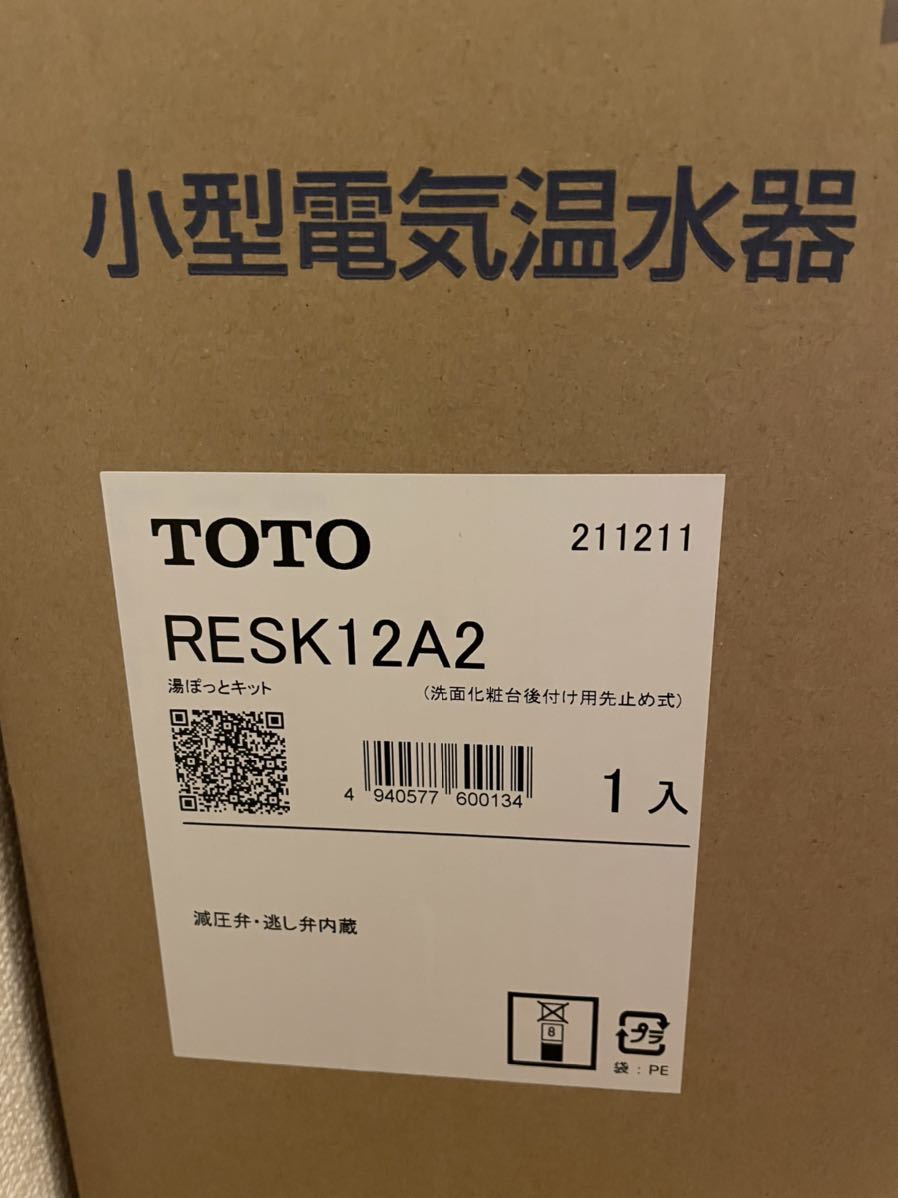 小型電気温水器
TOTO 211211
RESK12A2
湯ぽっとキット (洗面化粧台後付け用先止め式)
4 940577 600134 1入
減圧弁・逃し弁内蔵
8
プラ
袋:PE